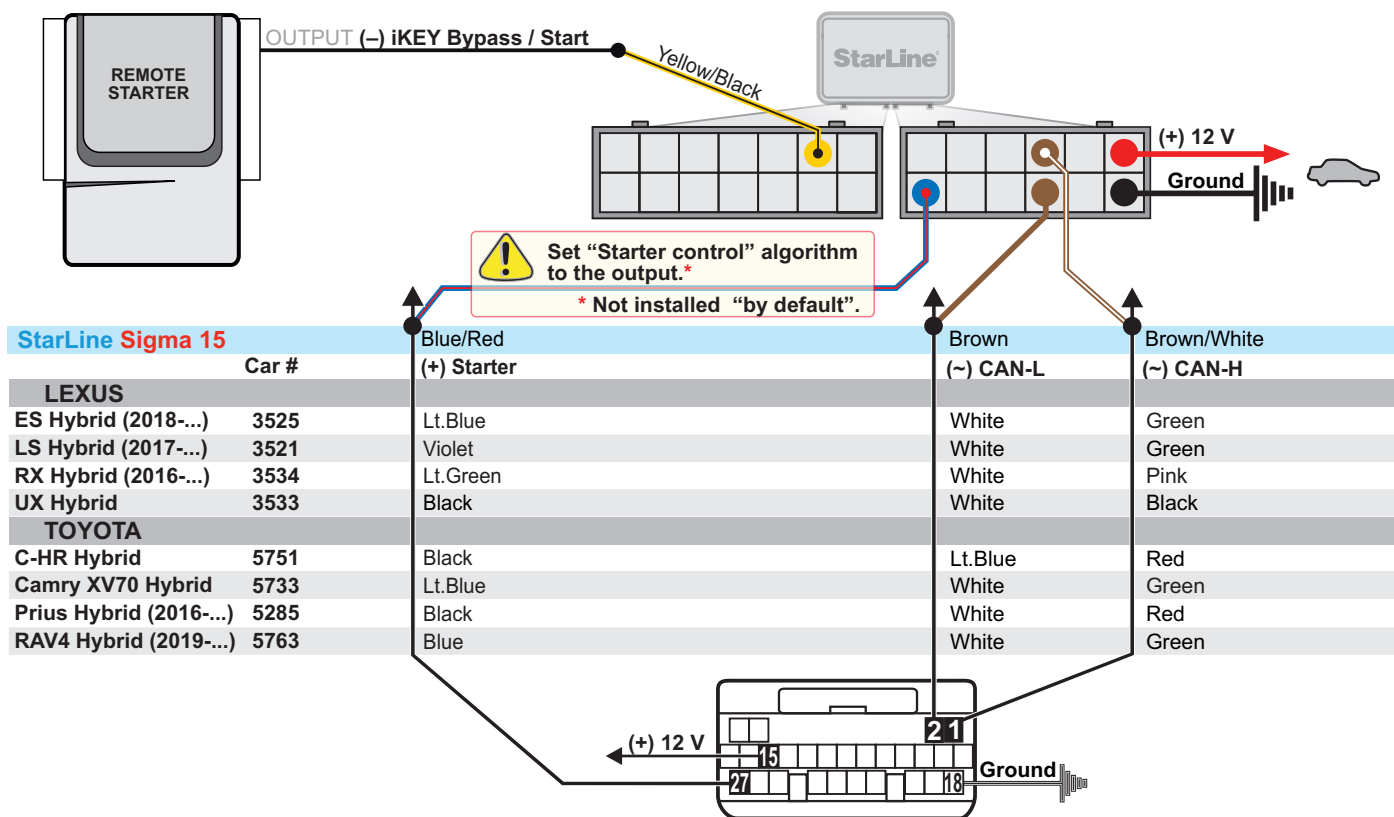 OUTPUT (–) iKEY Bypass / Start
REMOTE
STARTER
Yellow/Black
StarLine
(+) 12 V
Ground
Set “Starter control” algorithm
to the output.*
* Not installed “by default”.
StarLine Sigma 15 Blue/Red Brown Brown/White
Car # (+) Starter (~) CAN-L (~) CAN-H
LEXUS
ES Hybrid (2018-...) 3525 Lt.Blue White Green
LS Hybrid (2017-...) 3521 Violet White Green
RX Hybrid (2016-...) 3534 Lt.Green White Pink
UX Hybrid 3533 Black White Black
TOYOTA
C-HR Hybrid 5751 Black Lt.Blue Red
Camry XV70 Hybrid 5733 Lt.Blue White Green
Prius Hybrid (2016-...) 5285 Black White Red
RAV4 Hybrid (2019-...) 5763 Blue White Green
2 1
(+) 12 V
15
27 18
Ground